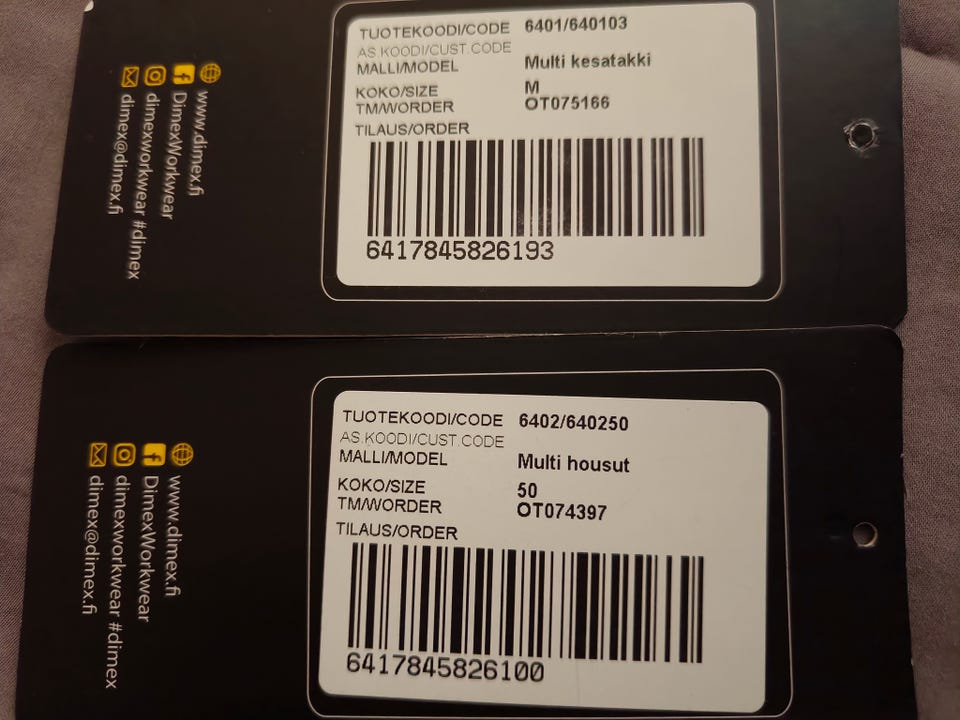 TUOTEKOODI/CODE 6401/640103
AS.KOODI/CUST.CODE
MALLI/MODEL Multi kesatakki
KOKO/SIZE M
TM/WORDER OT075166
TILAUS/ORDER
6417845826193
www.dimex.fi
DimexWorkwear
dimexworkwear #dimex
dimex@dimex.fi
TUOTEKOODI/CODE 6402/640250
AS.KOODI/CUST.CODE
MALLI/MODEL Multi housut
KOKO/SIZE 50
TM/WORDER OT074397
TILAUS/ORDER
6417845826100
www.dimex.fi
DimexWorkwear
dimexworkwear #dimex
dimex@dimex.fi